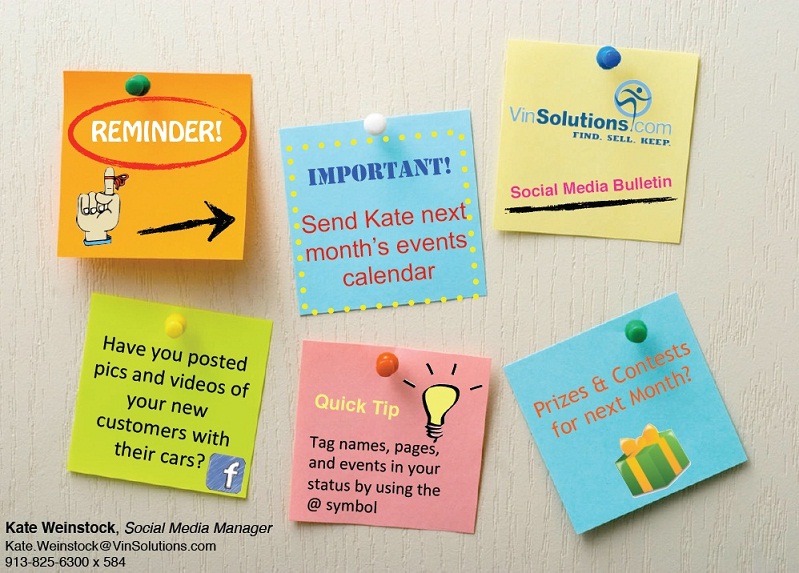 REMINDER!
IMPORTANT!
Send Kate next
month's events
calendar
VinSolutions.com
FIND. SELL. KEEP.
Social Media Bulletin
Have you posted
pics and videos of
your new
customers with
their cars?
f
Quick Tip
Tag names, pages,
and events in your
status by using the
@ symbol
Prizes & Contests
for next Month?
Kate Weinstock, Social Media Manager
Kate.Weinstock@VinSolutions.com
913-825-6300 x 584